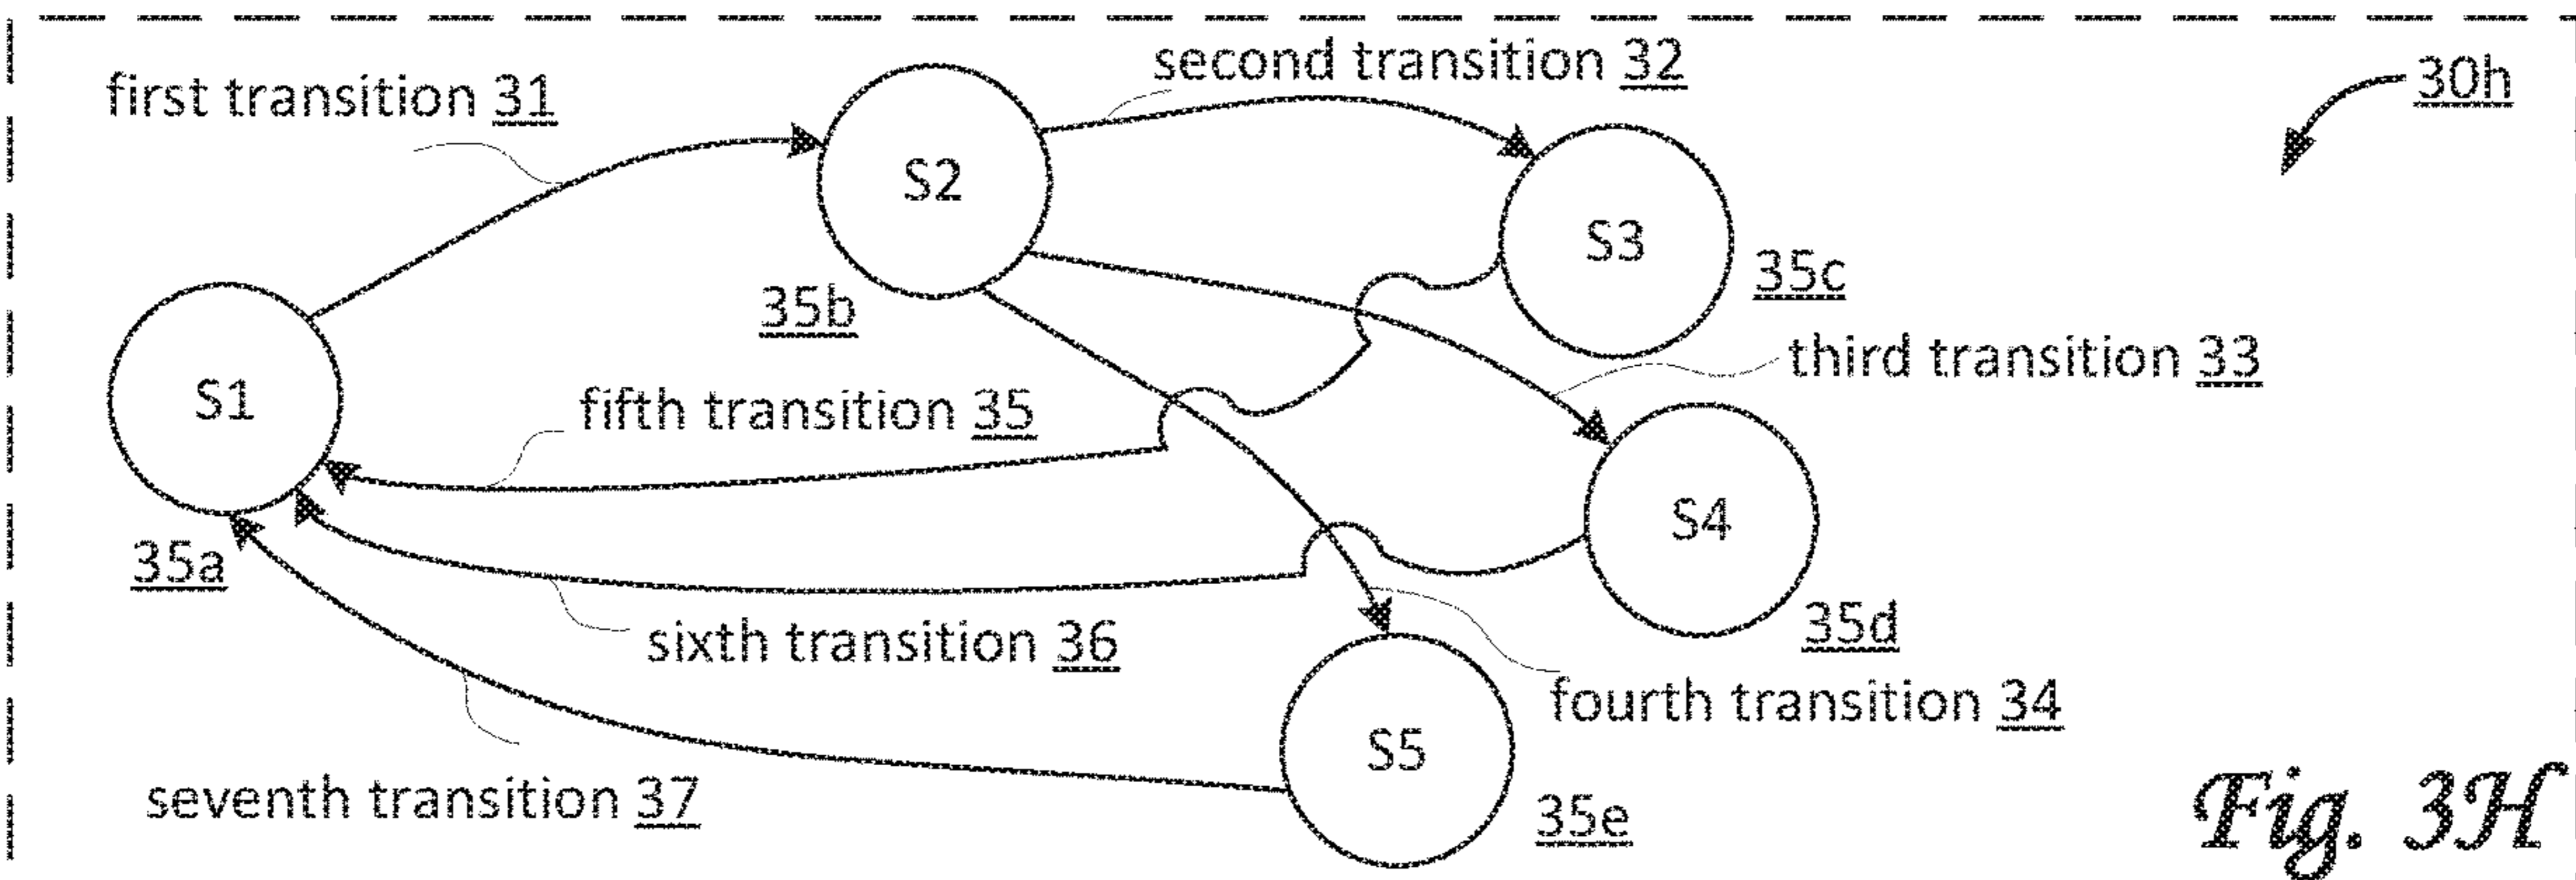 second transition 32
first transition 31
30h
S2
S3
35c
35b
third transition 33
S1
fifth transition 35
S4
35a
sixth transition 36
35d
fourth transition 34
S5
seventh transition 37
35e
Fig. 3H